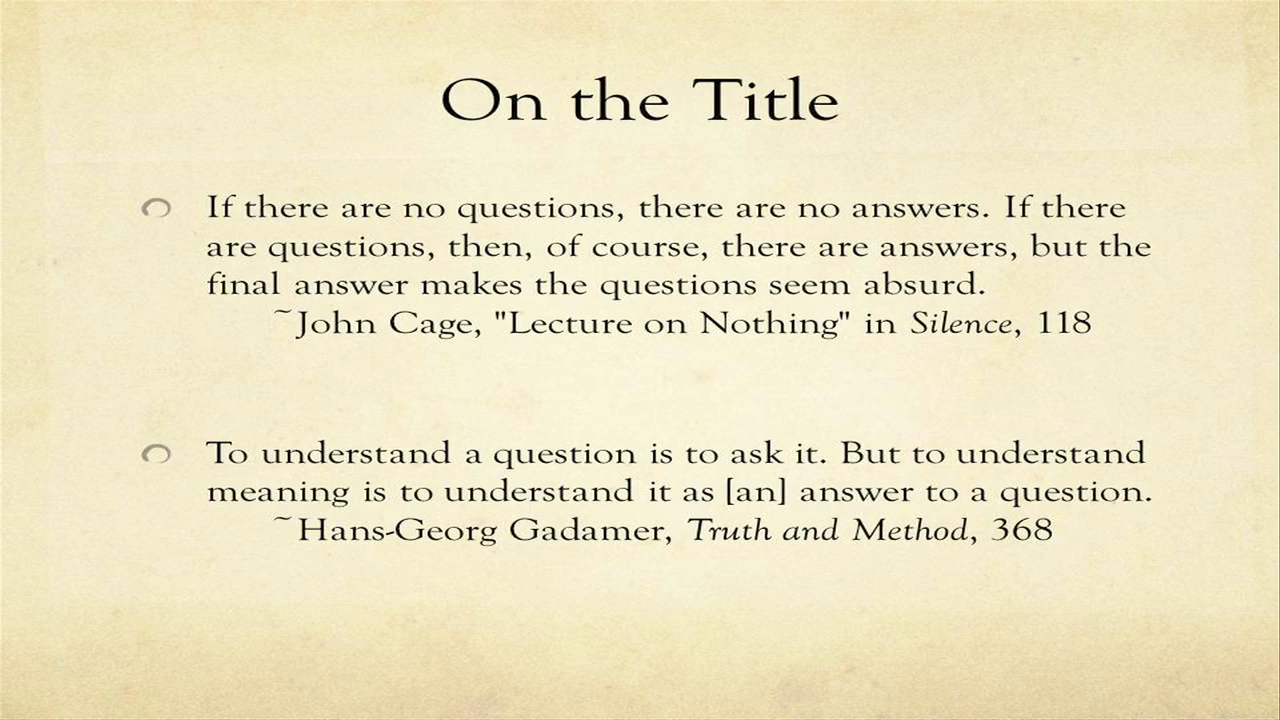 On the Title
If there are no questions, there are no answers. If there
are questions, then, of course, there are answers, but the
final answer makes the questions seem absurd.
~John Cage, "Lecture on Nothing" in Silence, 118
To understand a question is to ask it. But to understand
meaning is to understand it as [an] answer to a question.
~Hans-Georg Gadamer, Truth and Method, 368